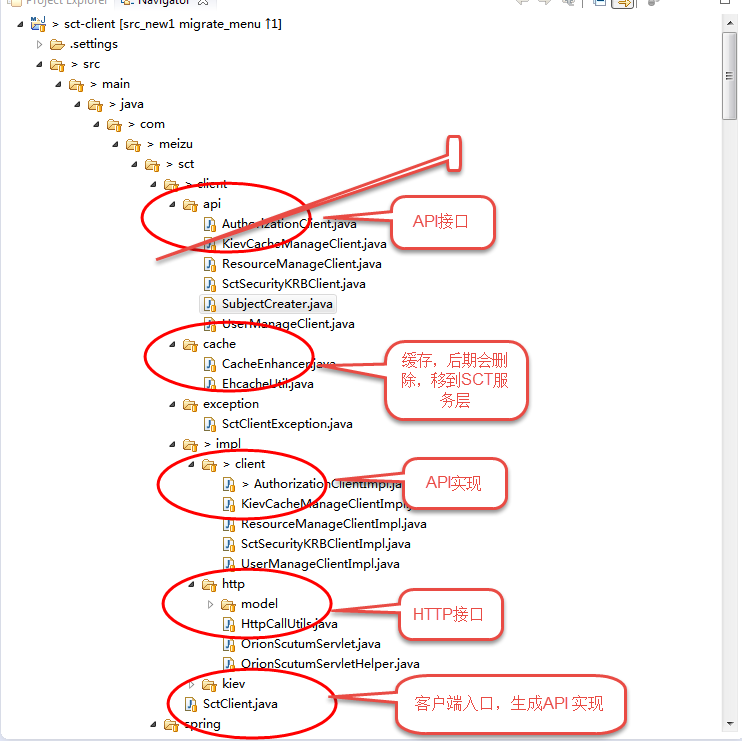 Project Explorer Navigator
> sct-client [src_new1 migrate_menu ↑1]
.settings
> src
> main
> java
> com
> meizu
> sct
> client
api
AuthorizationClient.java
API接口
KievCacheManageClient.java
ResourceManageClient.java
SctSecurityKRBClient.java
SubjectCreater.java
UserManageClient.java
cache
CacheEnhancer.java
缓存，后期会删
除，移到SCT服
务层
EhcacheUtil.java
exception
SctClientException.java
> impl
> client
> AuthorizationClientImpl.ja
API实现
KievCacheManageClientImpl.
ResourceManageClientImpl.java
SctSecurityKRBClientImpl.java
UserManageClientImpl.java
http
model
HTTP接口
HttpCallUtils.java
OrionScutumServlet.java
OrionScutumServletHelper.java
kiev
SctClient.java
客户端入口，生成API 实现
spring